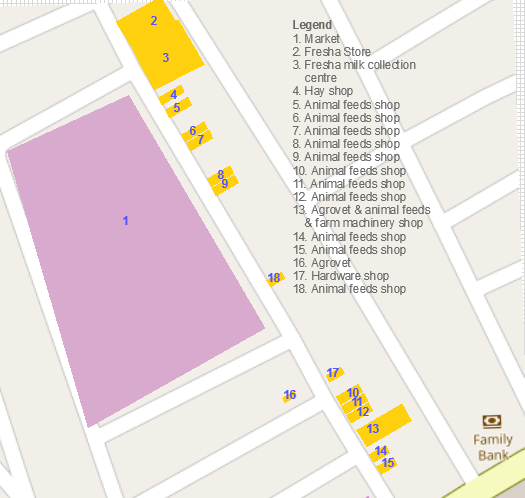 2
3
4
5
6
7
8
9
1
18
17
10
11
12
16
13
14
15
Legend
1. Market
2. Fresha Store
3. Fresha milk collection
centre
4. Hay shop
5. Animal feeds shop
6. Animal feeds shop
7. Animal feeds shop
8. Animal feeds shop
9. Animal feeds shop
10. Animal feeds shop
11. Animal feeds shop
12. Animal feeds shop
13. Agrovet & animal feeds
& farm machinery shop
14. Animal feeds shop
15. Animal feeds shop
16. Agrovet
17. Hardware shop
18. Animal feeds shop
Family
Bank